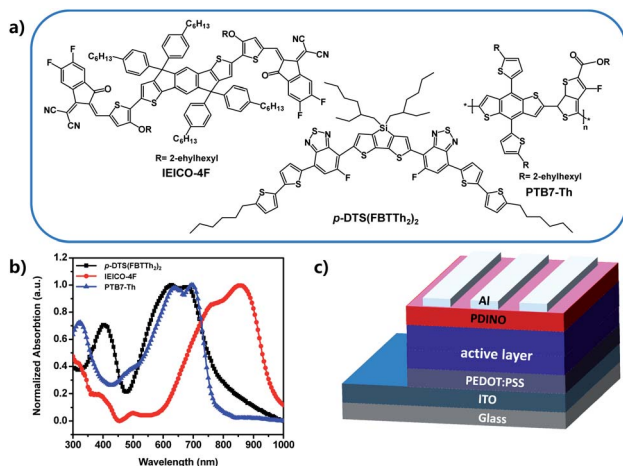 a)
C6H13
C6H13
RO
NC
CN
F
F
O
S
S
S
S
O
F
F
CN
NC
OR
C6H13
C6H13
R= 2-ehylhexyl
IEICO-4F
Si
N
S
N
N
S
N
S
S
F
F
S
S
S
S
p-DTS(FBTTh2)2
R
S
S
S
S
R
O
OR
S
F
S
*
*
n
R= 2-ehylhexyl
PTB7-Th
b)
p-DTS(FBTTh2)2
IEICO-4F
PTB7-Th
Normalized Absorbtion (a.u.)
1.0
0.8
0.6
0.4
0.2
0.0
300 400 500 600 700 800 900 1000
Wavelength (nm)
c)
Al
PDINO
active layer
PEDOT:PSS
ITO
Glass